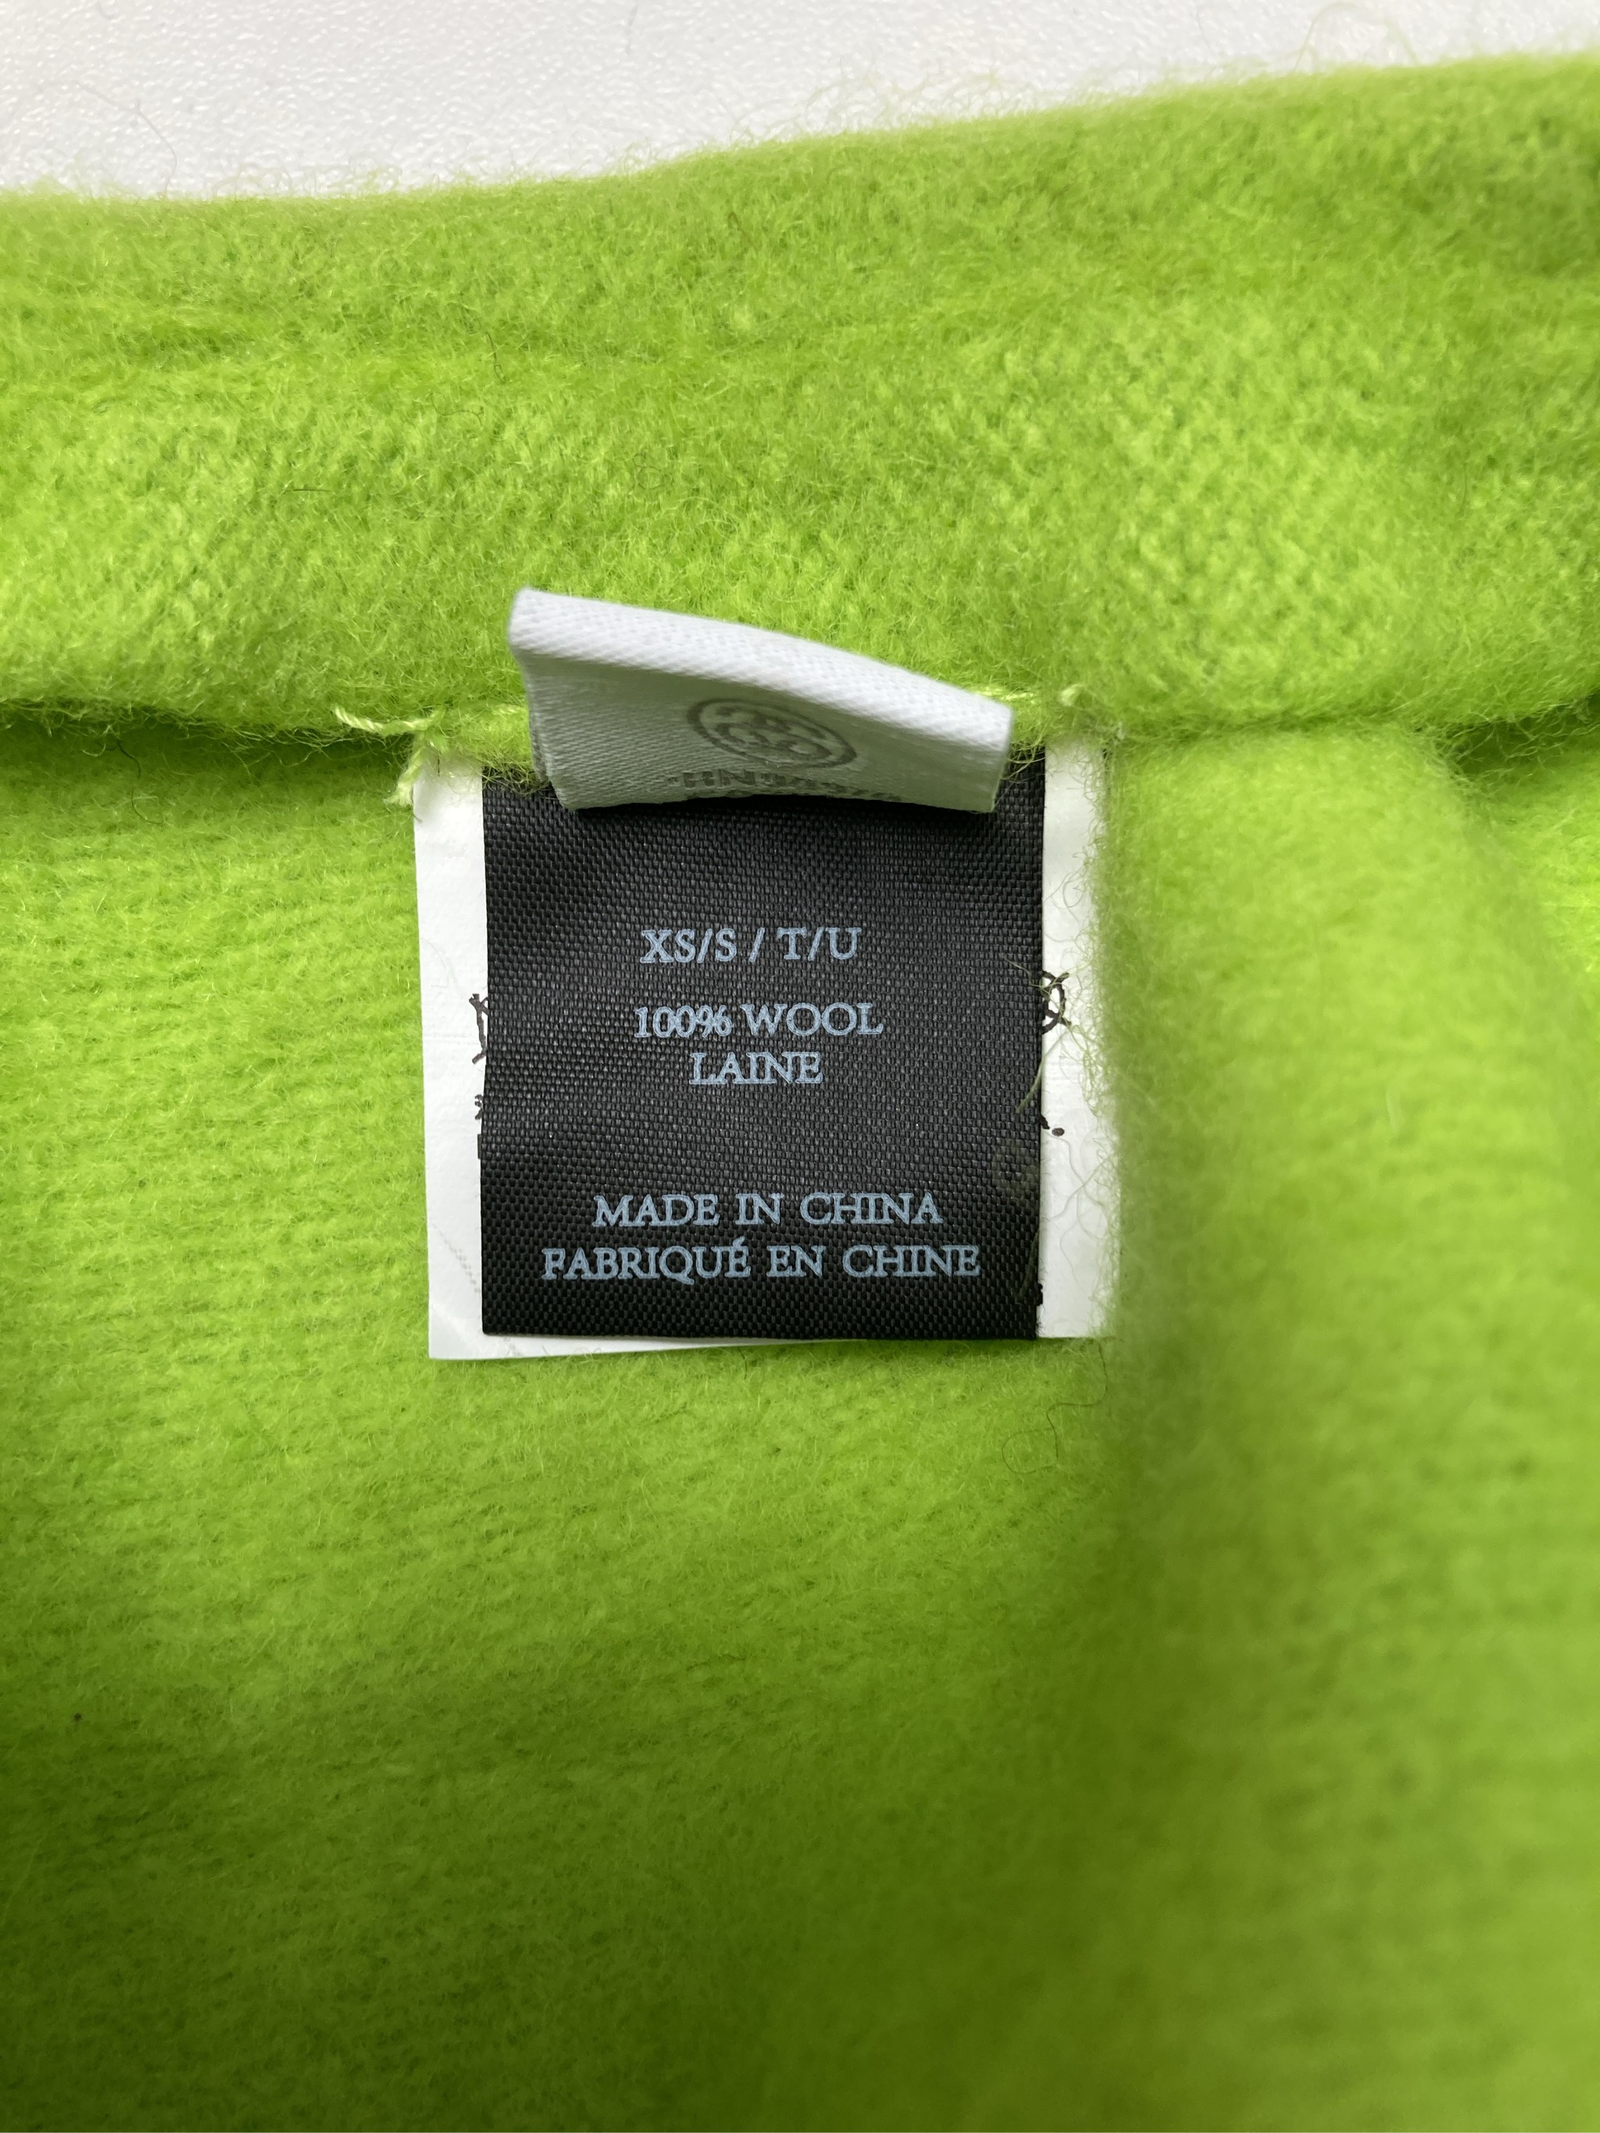 XS/S / T/U
100% WOOL
LAINE
MADE IN CHINA
FABRIQUÉ EN CHINE